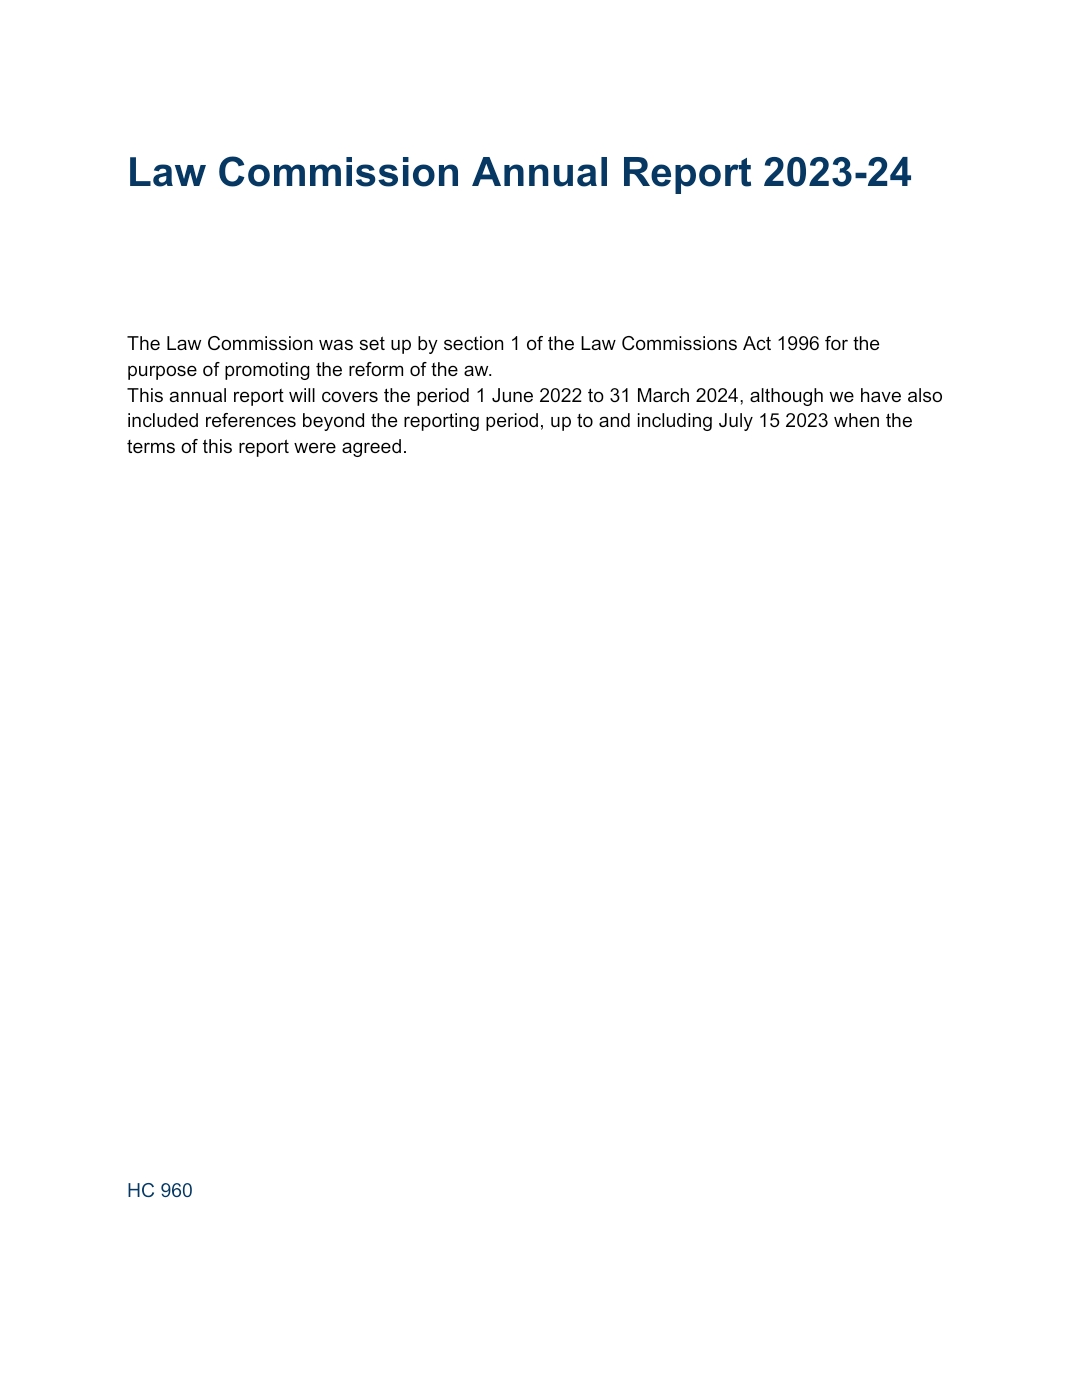 Law Commission Annual Report 2023-24
The Law Commission was set up by section 1 of the Law Commissions Act 1996 for the
purpose of promoting the reform of the aw.
This annual report will covers the period 1 June 2022 to 31 March 2024, although we have also
included references beyond the reporting period, up to and including July 15 2023 when the
terms of this report were agreed.
HC 960